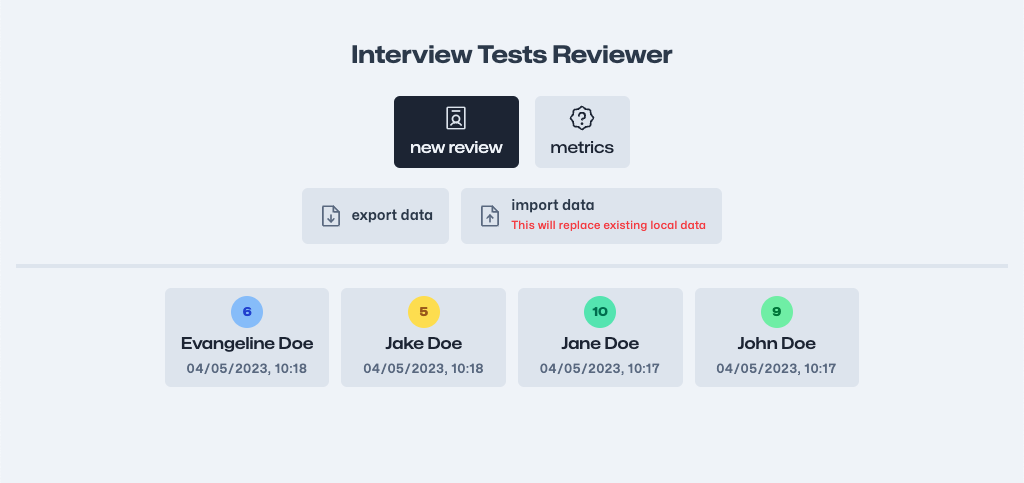 Interview Tests Reviewer
new review
metrics
export data
import data
This will replace existing local data
6
Evangeline Doe
04/05/2023, 10:18
5
Jake Doe
04/05/2023, 10:18
10
Jane Doe
04/05/2023, 10:17
9
John Doe
04/05/2023, 10:17